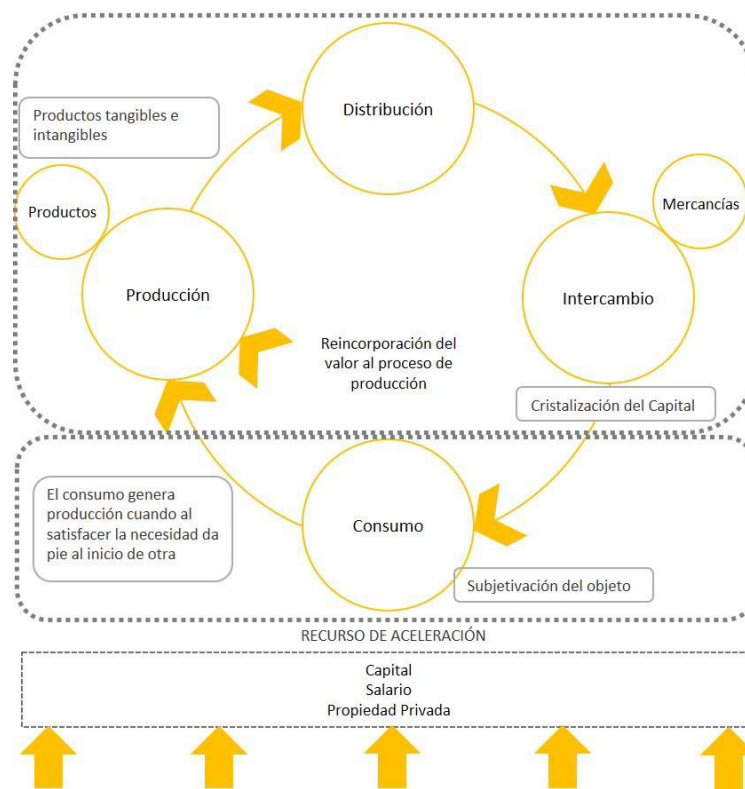 Distribución
Productos tangibles e
intangibles
Productos
Mercancías
Producción
Intercambio
Reincorporación del
valor al proceso de
producción
Cristalización del Capital
El consumo genera
producción cuando al
satisfacer la necesidad da
pie al inicio de otra
Consumo
Subjetivación del objeto
RECURSO DE ACELERACIÓN
Capital
Salario
Propiedad Privada